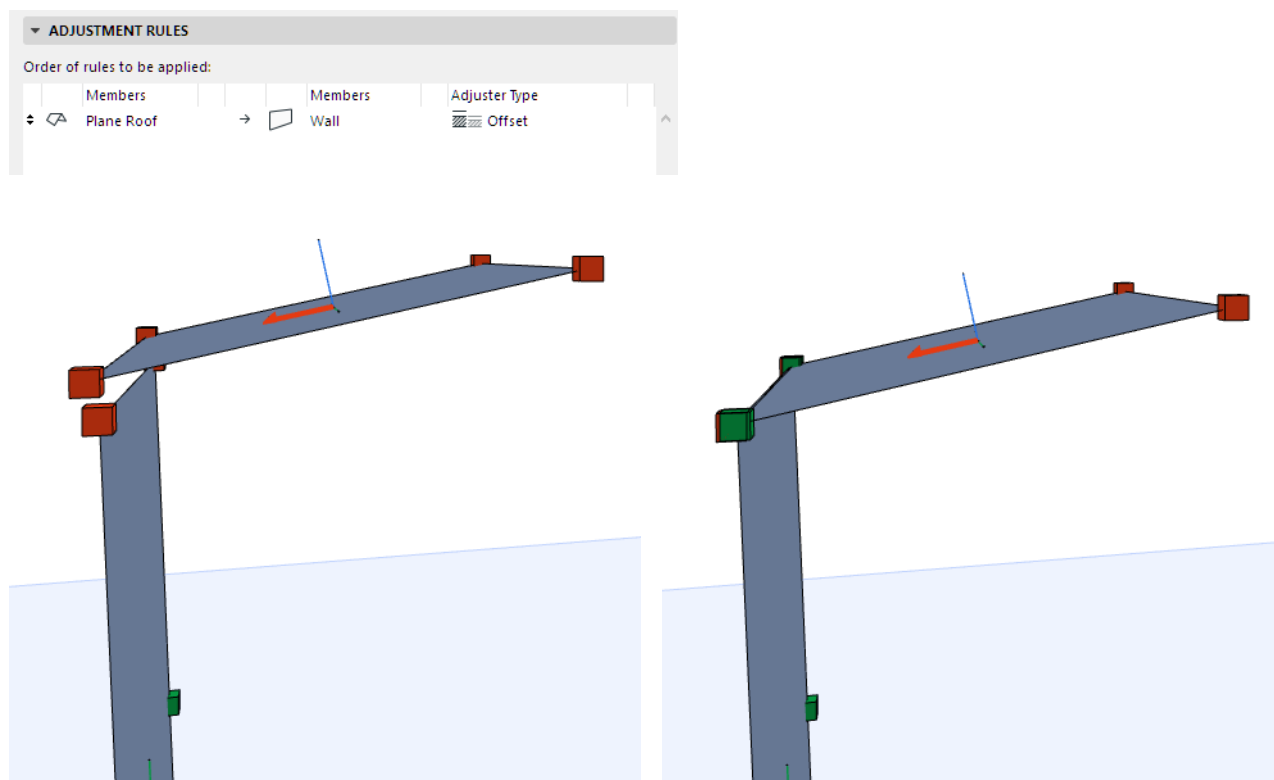 ADJUSTMENT RULES
Order of rules to be applied:
Members Members Adjuster Type
Plane Roof → Wall Offset